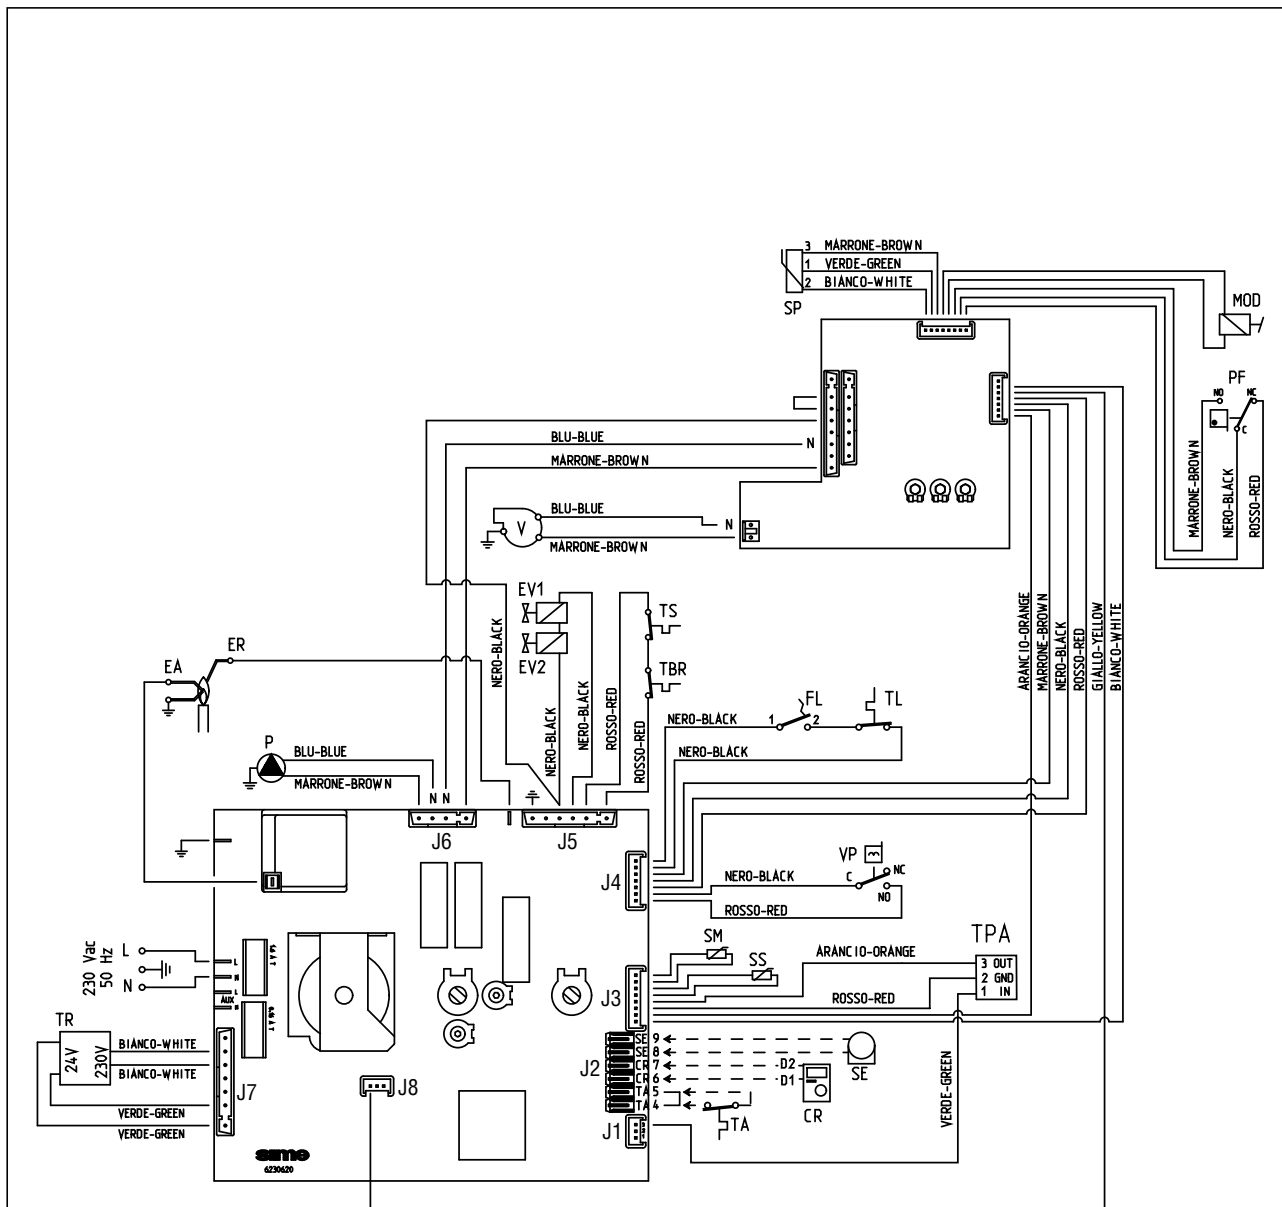 3 MARRONE-BROWN
1 VERDE-GREEN
2 BIANCO-WHITE
SP
MOD
PF
NO
NC
C
MARRONE-BROWN
NERO-BLACK
ROSSO-RED
BLU-BLUE
N
MARRONE-BROWN
BLU-BLUE
N
V
MARRONE-BROWN
EV1
EV2
TS
TBR
NERO-BLACK
NERO-BLACK
NERO-BLACK
ROSSO-RED
ROSSO-RED
ARANCIO-ORANGE
MARRONE-BROWN
NERO-BLACK
ROSSO-RED
GIALLO-YELLOW
BIANCO-WHITE
ER
EA
P
BLU-BLUE
MARRONE-BROWN
N N
NERO-BLACK
1
FL
2
TL
NERO-BLACK
J6
J5
J4
VP
NERO-BLACK
C
NC
NO
ROSSO-RED
SM
SS
ARANCIO-ORANGE
ROSSO-RED
TPA
3 OUT
2 GND
1 IN
J3
230 Vac
50 Hz
L
N
L
N
L
AUX
N
TR
24V
230V
BIANCO-WHITE
BIANCO-WHITE
VERDE-GREEN
VERDE-GREEN
J7
J8
J2
SE 9
SE 8
CR 7
CR 6
TA 5
TA 4
D2
D1
SE
CR
TA
VERDE-GREEN
J1
3
2
1
sime
6230620